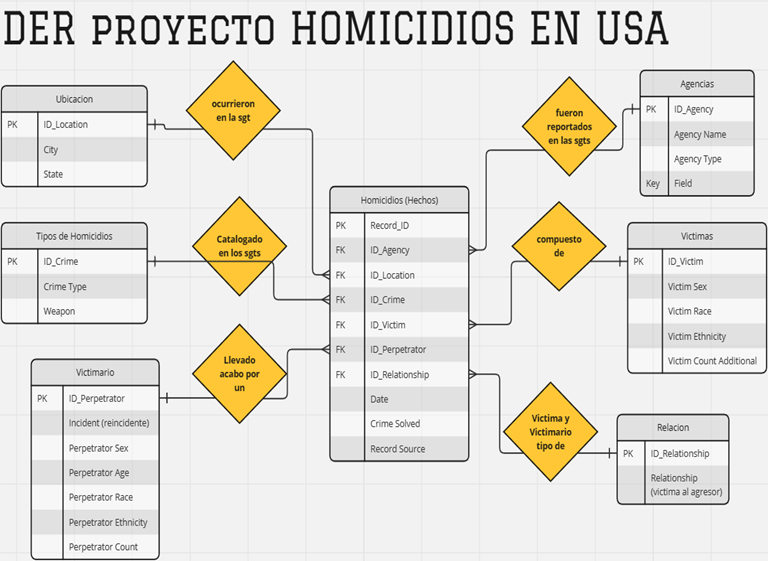 DER PROYECTO HOMICIDIOS EN USA
Ubicacion
PK ID_Location
City
State
ocurrieron
en la sgt
Tipos de Homicidios
PK ID_Crime
Crime Type
Weapon
Catalogado
en los sgts
Victimario
PK ID_Perpetrator
Incident (reincidente)
Perpetrator Sex
Perpetrator Age
Perpetrator Race
Perpetrator Ethnicity
Perpetrator Count
Llevado
acabo por
un
Homicidios (Hechos)
PK Record_ID
FK ID_Agency
FK ID_Location
FK ID_Crime
FK ID_Victim
FK ID_Perpetrator
FK ID_Relationship
Date
Crime Solved
Record Source
fueron
reportados
en las sgts
Agencias
PK ID_Agency
Agency Name
Agency Type
Key Field
compuesto
de
Victimas
PK ID_Victim
Victim Sex
Victim Race
Victim Ethnicity
Victim Count Additional
Victima y
Victimario
tipo de
Relacion
PK ID_Relationship
Relationship
(victima al agresor)